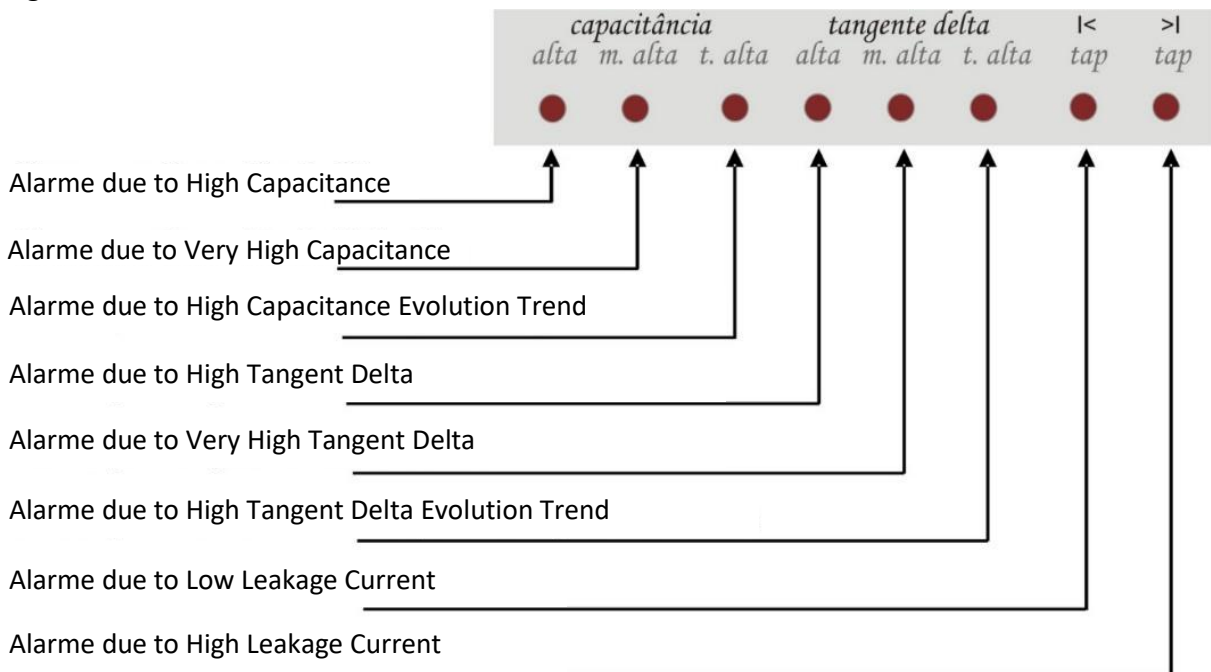 capacitância tangente delta I< >I
alta m. alta t. alta alta m. alta t. alta tap tap
Alarme due to High Capacitance
Alarme due to Very High Capacitance
Alarme due to High Capacitance Evolution Trend
Alarme due to High Tangent Delta
Alarme due to Very High Tangent Delta
Alarme due to High Tangent Delta Evolution Trend
Alarme due to Low Leakage Current
Alarme due to High Leakage Current